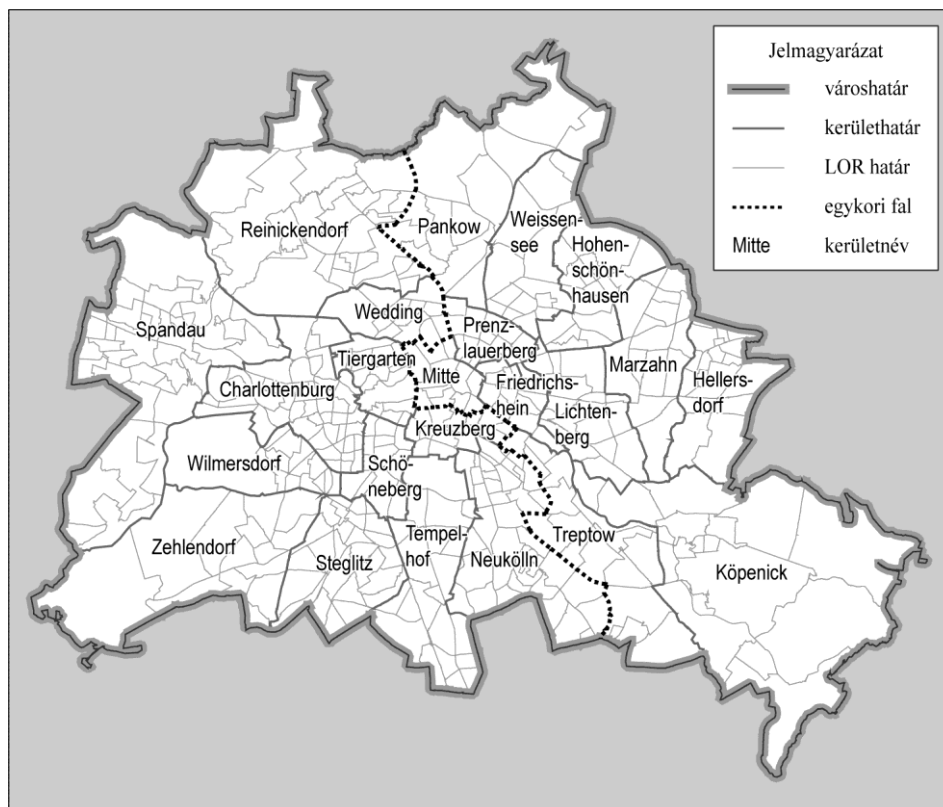 Jelmagyarázat
városhatár
kerülethatár
LOR határ
egykori fal
Mitte kerületnév
Reinickendorf
Pankow
Weissen-
see
Hohen-
schön-
hausen
Spandau
Wedding
Prenz-
lauerberg
Tiergarten
Mitte
Marzahn
Hellers-
dorf
Charlottenburg
Friedrichs-
hein
Lichten-
berg
Kreuzberg
Wilmersdorf
Schö-
neberg
Zehlendorf
Steglitz
Tempel-
hof
Neukölln
Treptow
Köpenick